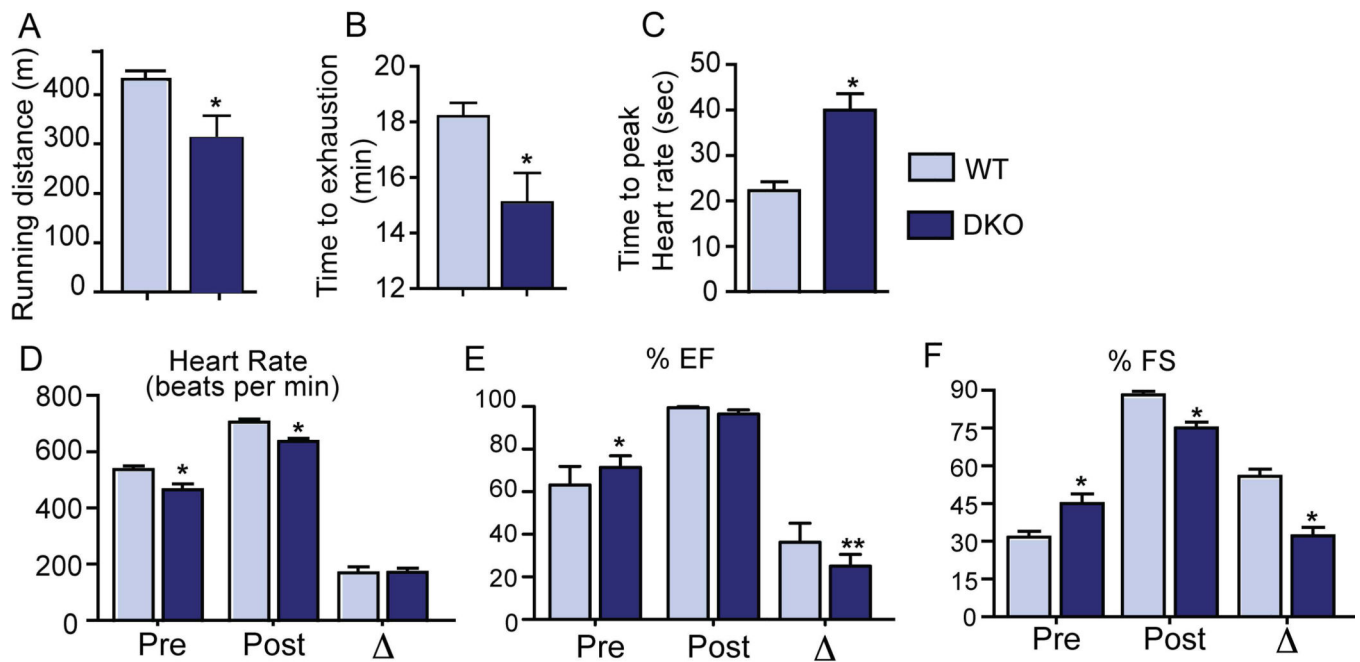 A
Running distance (m)
400
300
200
100
0
*
B
Time to exhaustion
(min)
20
18
16
14
12
*
C
Time to peak
Heart rate (sec)
50
40
30
20
10
0
*
WT
DKO
D
Heart Rate
(beats per min)
800
600
400
200
0
*
*
Pre Post Δ
E
% EF
100
80
60
40
20
0
*
**
Pre Post Δ
F
% FS
90
75
60
45
30
15
0
*
*
*
Pre Post Δ